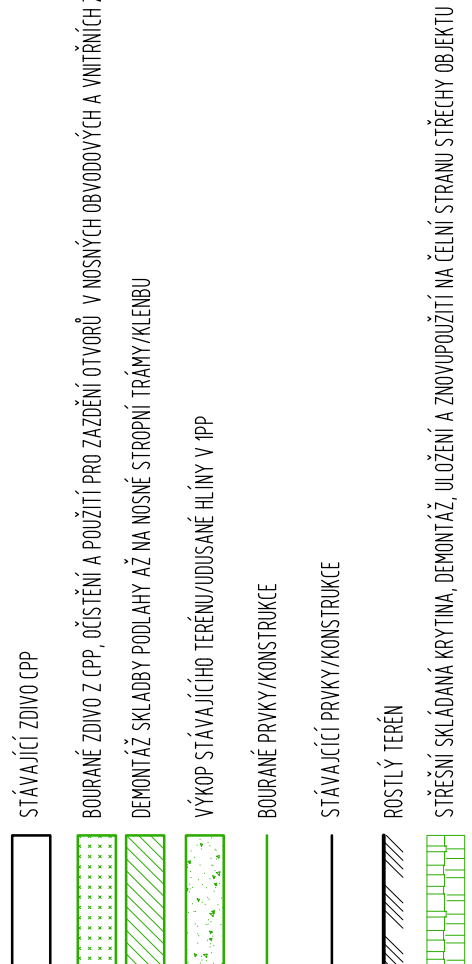 STÁVAJÍCÍ ZDIVO CPP
BOURANÉ ZDIVO Z CPP, OČISTĚNÍ A POUŽITÍ PRO ZAZDĚNÍ OTVORŮ V NOSNÝCH OBVODOVÝCH A VNITŘNÍCH
DEMONTÁŽ SKLADBY PODLAHY AŽ NA NOSNÉ STROPNÍ TRÁMY/KLENBU
VÝKOP STÁVAJÍCÍHO TERÉNU/UDUSANÉ HLÍNY V 1PP
BOURANÉ PRVKY/KONSTRUKCE
STÁVAJCÍCÍ PRVKY/KONSTRUKCE
ROSTLÝ TERÉN
STŘEŠNÍ SKLÁDANÁ KRYTINA, DEMONTÁŽ, ULOŽENÍ A ZNOVUPOUŽITÍ NA ČELNÍ STRANU STŘECHY OBJEKTU